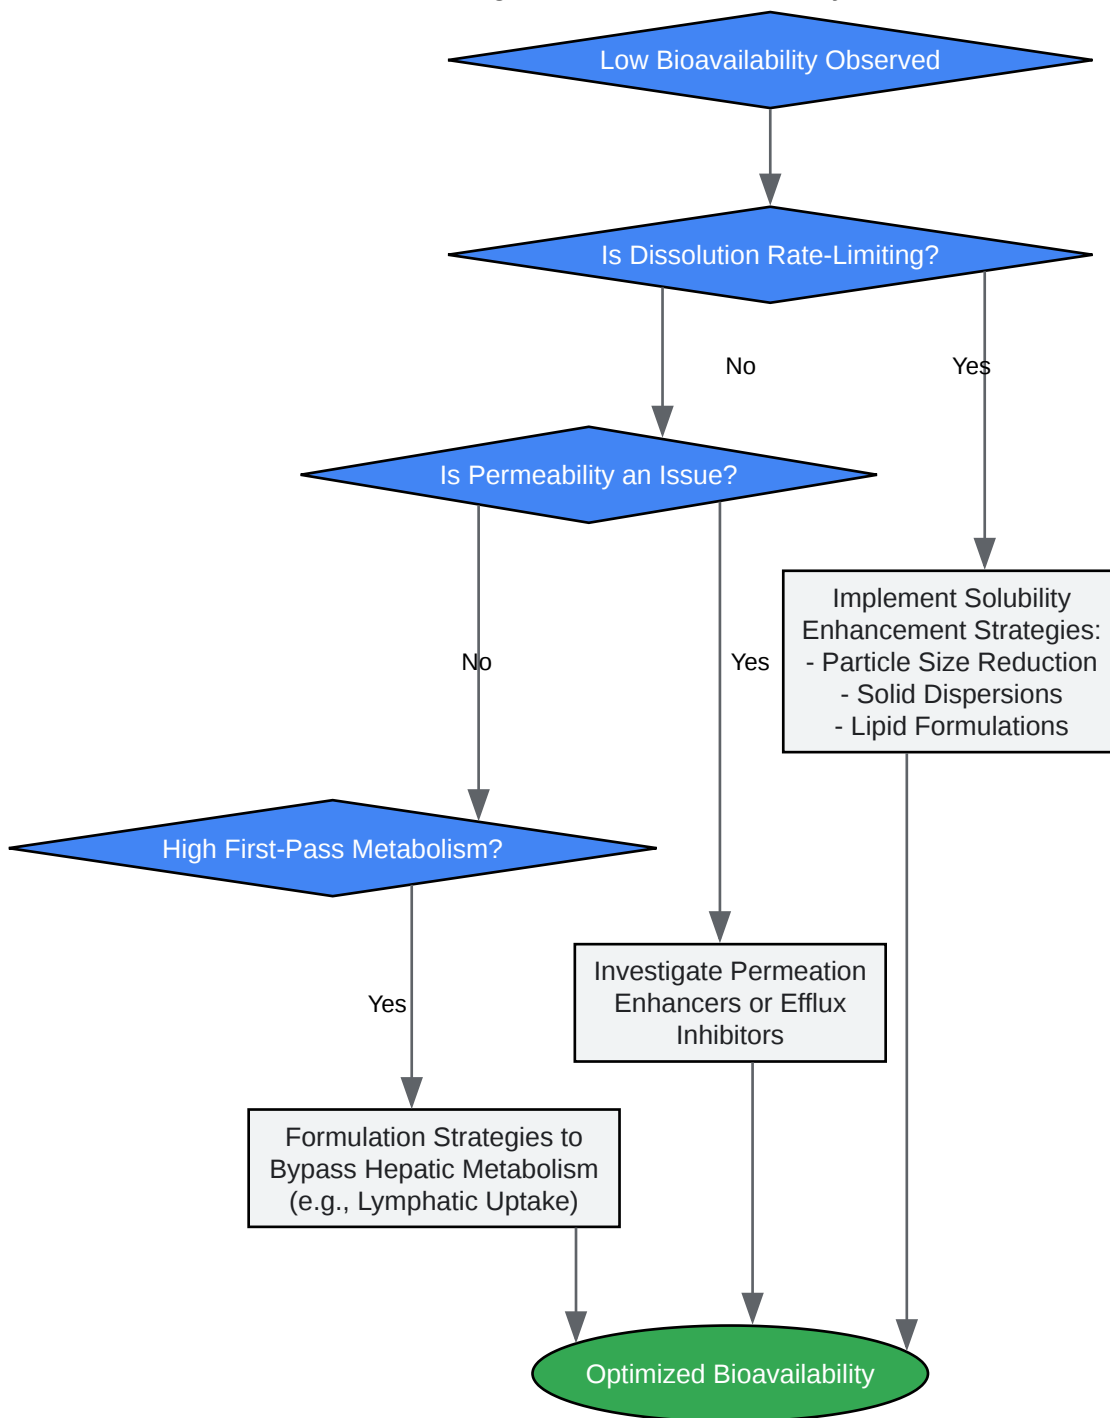 Low Bioavailability Observed
Is Dissolution Rate-Limiting?
No
Yes
Is Permeability an Issue?
Implement Solubility
Enhancement Strategies:
- Particle Size Reduction
- Solid Dispersions
- Lipid Formulations
No
Yes
High First-Pass Metabolism?
Investigate Permeation
Enhancers or Efflux
Inhibitors
Yes
Formulation Strategies to
Bypass Hepatic Metabolism
(e.g., Lymphatic Uptake)
Optimized Bioavailability